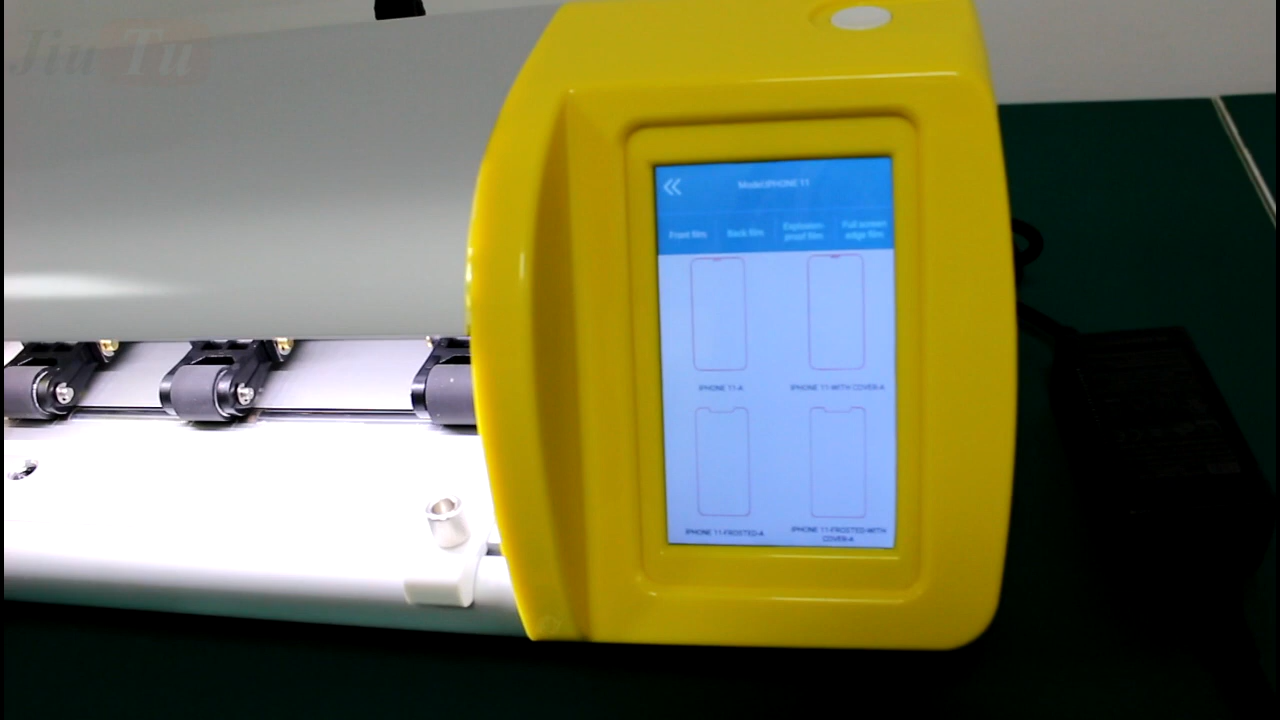 Jiu Tu
Model:IPHONE 11
Front film
Back film
Explosion-
proof film
Full screen
edge film
IPHONE 11-A
IPHONE 11-WITH COVER-A
IPHONE 11-FROSTED-A
IPHONE 11-FROSTED-WITH
COVER-A